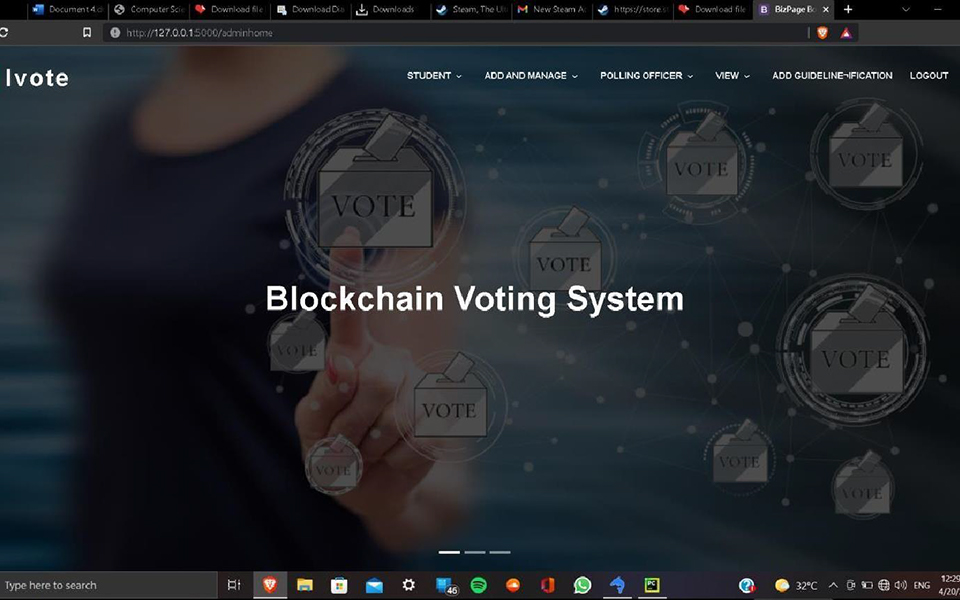 Document 4.d
Computer Scie
Download file
Download Do
Downloads
Steam, The Ul
New Steam A
https://store.s
Download file
BizPage Bo
http://127.0.0.1:5000/adminhome
Ivote
STUDENT
ADD AND MANAGE
POLLING OFFICER
VIEW
LOGOUT
VOTE
VOTE
VOTE
VOTE
Blockchain Voting System
VOTE
VOTE
VOTE
VOTE
VOTE
VOTE
Type here to search
46
PC
32°C
ENG
12:29
4/20/